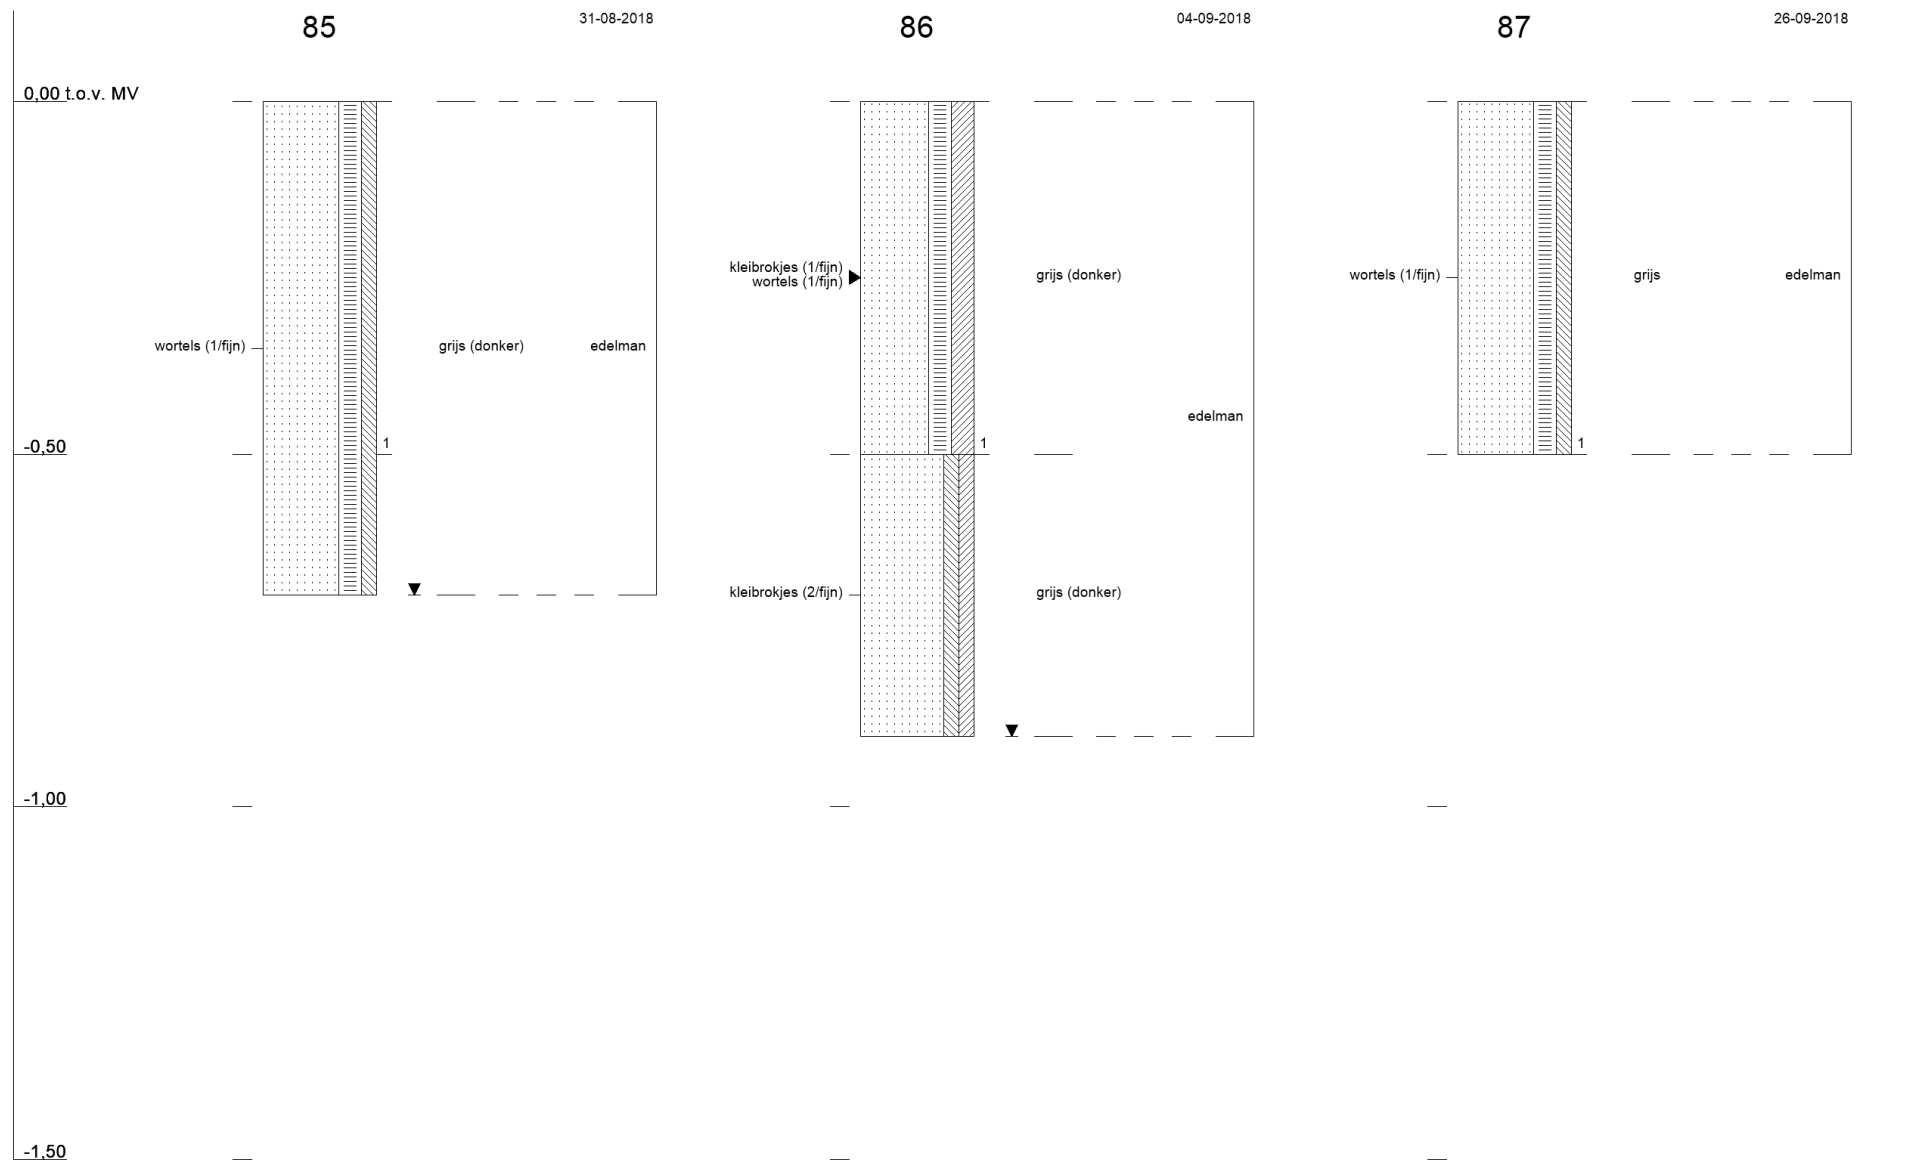 85
31-08-2018
86
04-09-2018
87
26-09-2018
0,00 t.o.v. MV
kleibrokjes (1/fijn)
wortels (1/fijn)
grijs (donker)
wortels (1/fijn)
grijs
edelman
wortels (1/fijn)
grijs (donker)
edelman
edelman
-0,50
1
1
1
kleibrokjes (2/fijn)
grijs (donker)
-1,00
-1,50